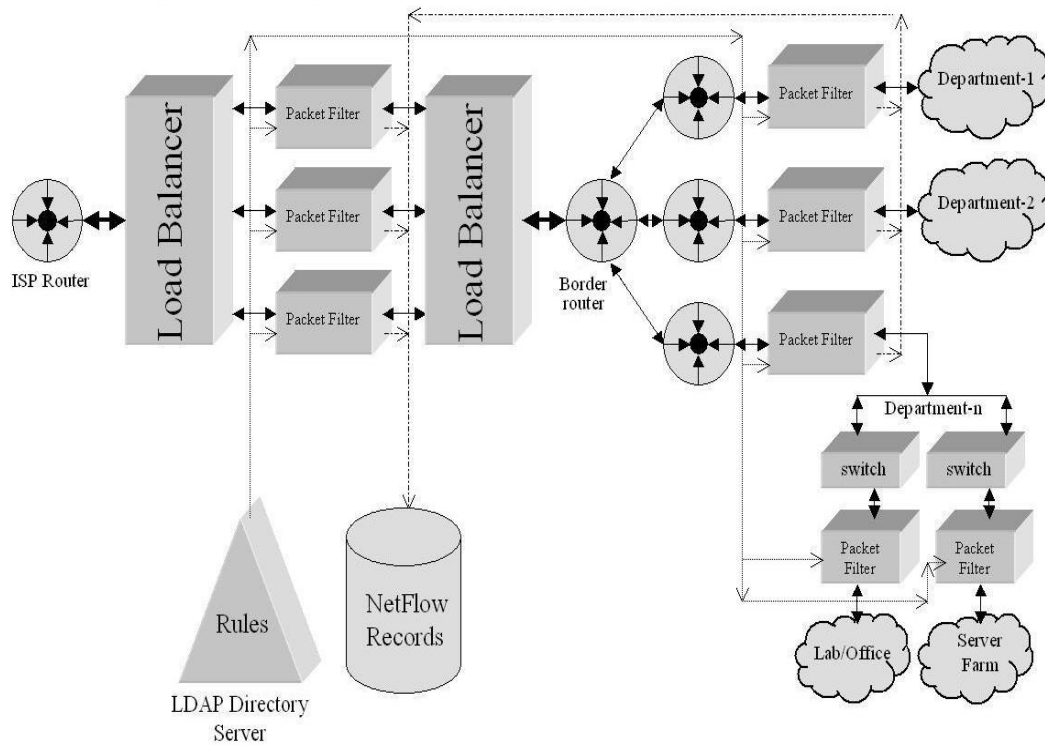 ISP Router
Load Balancer
Packet Filter
Packet Filter
Packet Filter
Load Balancer
Border
router
Packet Filter
Packet Filter
Packet Filter
Department-1
Department-2
Department-n
switch
switch
Packet
Filter
Packet
Filter
Lab/Office
Server
Farm
Rules
LDAP Directory
Server
NetFlow
Records